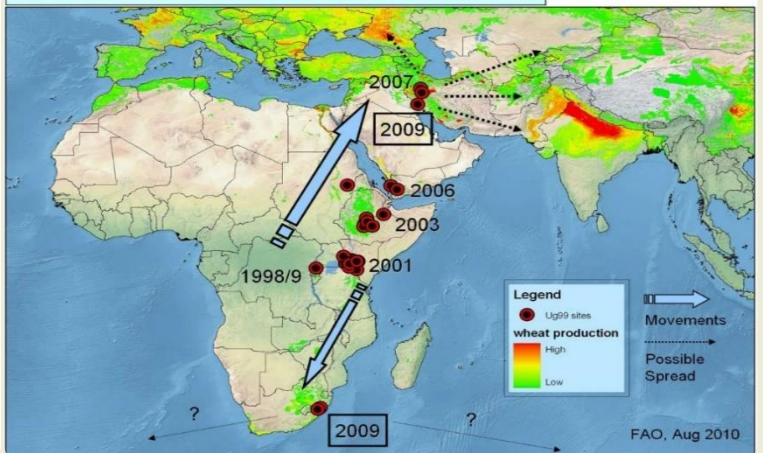 2007
2009
2006
2003
2001
1998/9
Legend
Ug99 sites
wheat production
High
Low
Movements
Possible
Spread
?
2009
?
FAO, Aug 2010